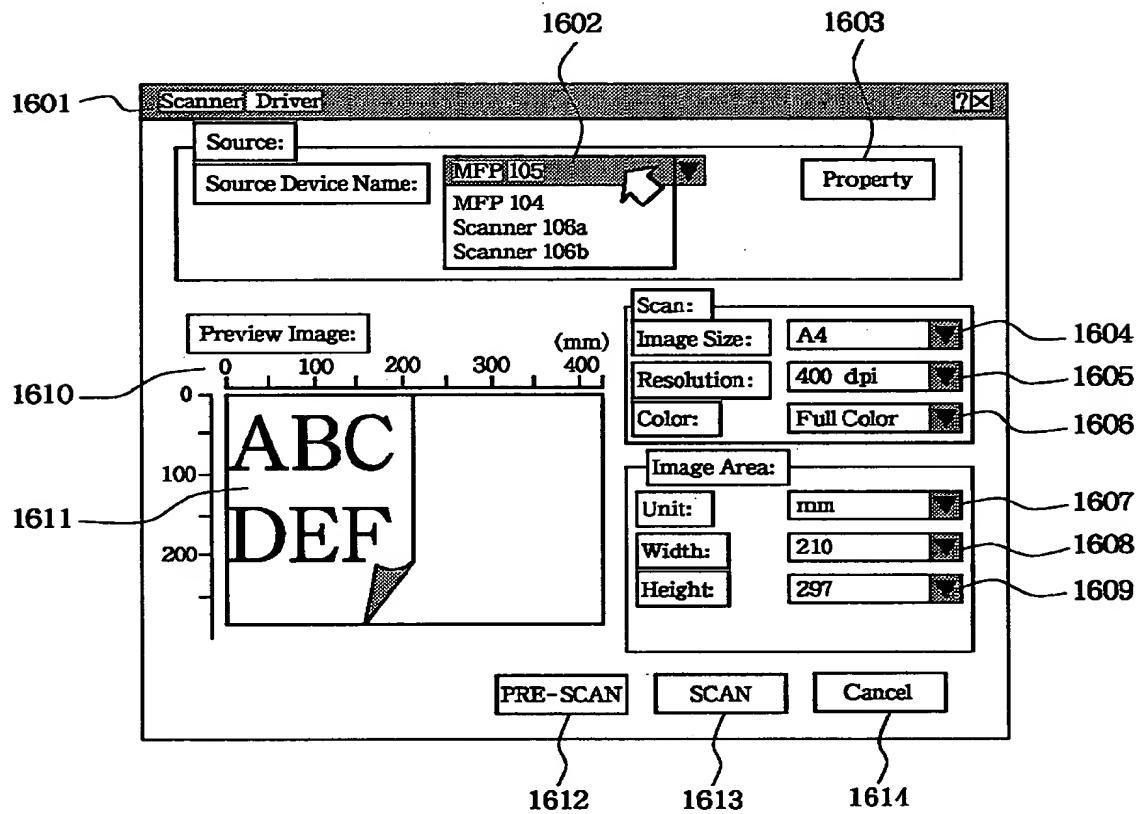 1602 1603
1601 Scanner Driver ?×
Source:
Source Device Name: MFP 105 Property
MFP 104
Scanner 106a
Scanner 106b
Preview Image: (mm)
0 100 200 300 400
1610
0
100
200
ABC
DEF
1611
Scan:
Image Size: A4 1604
Resolution: 400 dpi 1605
Color: Full Color 1606
Image Area:
Unit: mm 1607
Width: 210 1608
Height: 297 1609
PRE-SCAN SCAN Cancel
1612 1613 1614